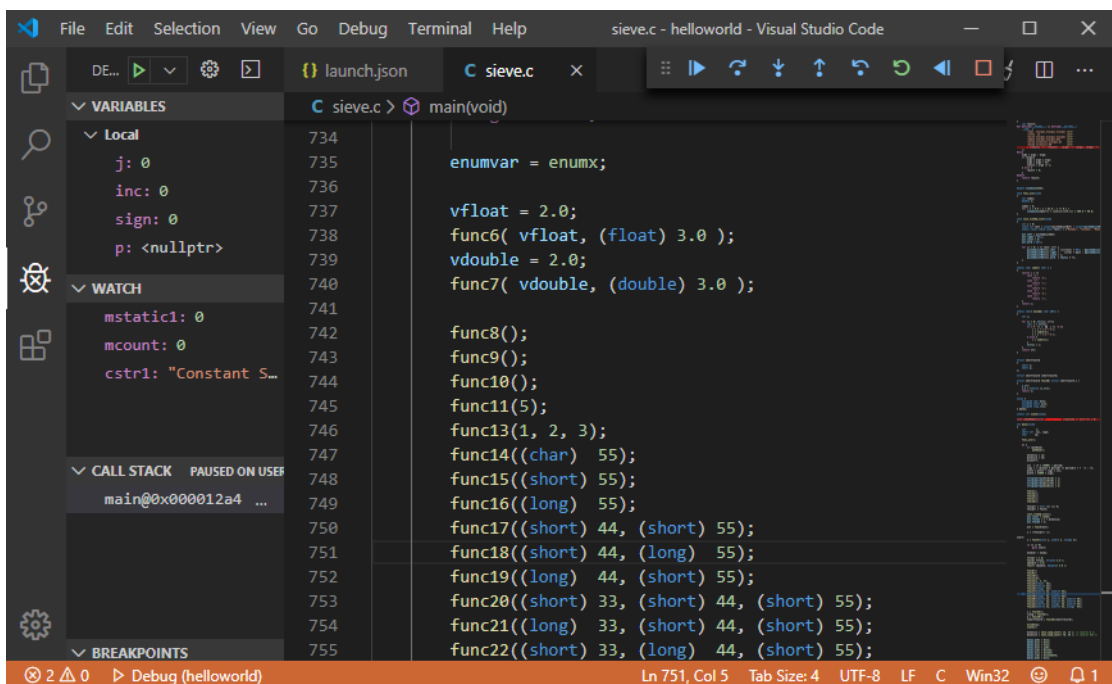 File Edit Selection View Go Debug Terminal Help sieve.c - helloworld - Visual Studio Code
DE...
{} launch.json
C sieve.c
VARIABLES
Local
j: 0
inc: 0
sign: 0
p: <nullptr>
WATCH
mstatic1: 0
mcount: 0
cstr1: "Constant S...
CALL STACK PAUSED ON USER
main@0x000012a4 ...
BREAKPOINTS
C sieve.c > main(void)
734
735 enumvar = enumx;
736
737 vfloat = 2.0;
738 func6( vfloat, (float) 3.0 );
739 vdouble = 2.0;
740 func7( vdouble, (double) 3.0 );
741
742 func8();
743 func9();
744 func10();
745 func11(5);
746 func13(1, 2, 3);
747 func14((char)  55);
748 func15((short) 55);
749 func16((long)  55);
750 func17((short) 44, (short) 55);
751 func18((short) 44, (long)  55);
752 func19((long)  44, (short) 55);
753 func20((short) 33, (short) 44, (short) 55);
754 func21((long)  33, (short) 44, (short) 55);
755 func22((short) 33, (long)  44, (short) 55);
2 0 Debug (helloworld) Ln 751, Col 5 Tab Size: 4 UTF-8 LF C Win32 1